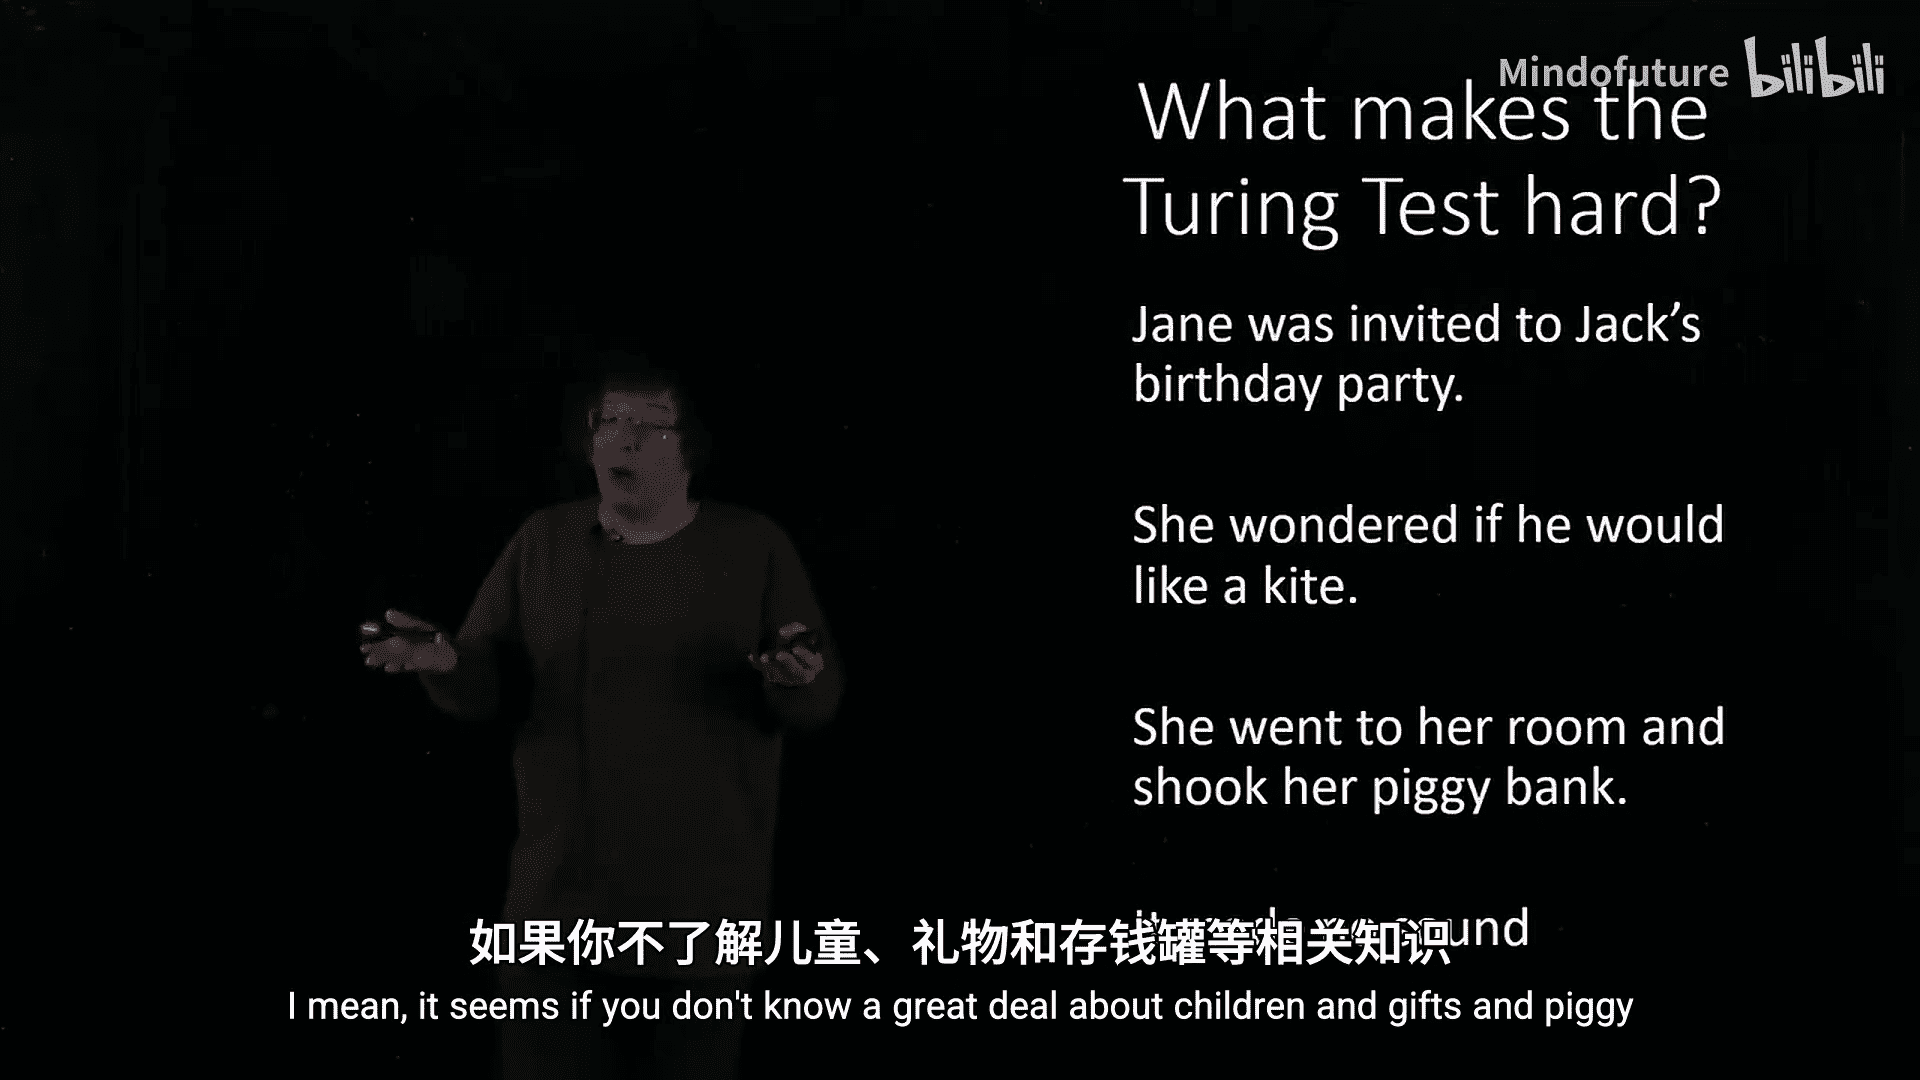 Mindofuture bilibili
What makes the
Turing Test hard?
Jane was invited to Jack's
birthday party.
She wondered if he would
like a kite.
She went to her room and
shook her piggy bank.
sound
如果你不了解儿童、礼物和存钱罐等相关知识
I mean, it seems if you don't know a great deal about children and gifts and piggy